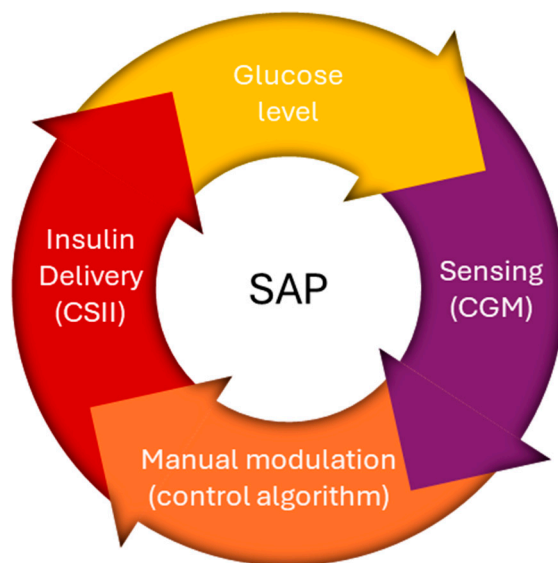 Glucose
level
Sensing
(CGM)
Manual modulation
(control algorithm)
Insulin
Delivery
(CSII)
SAP